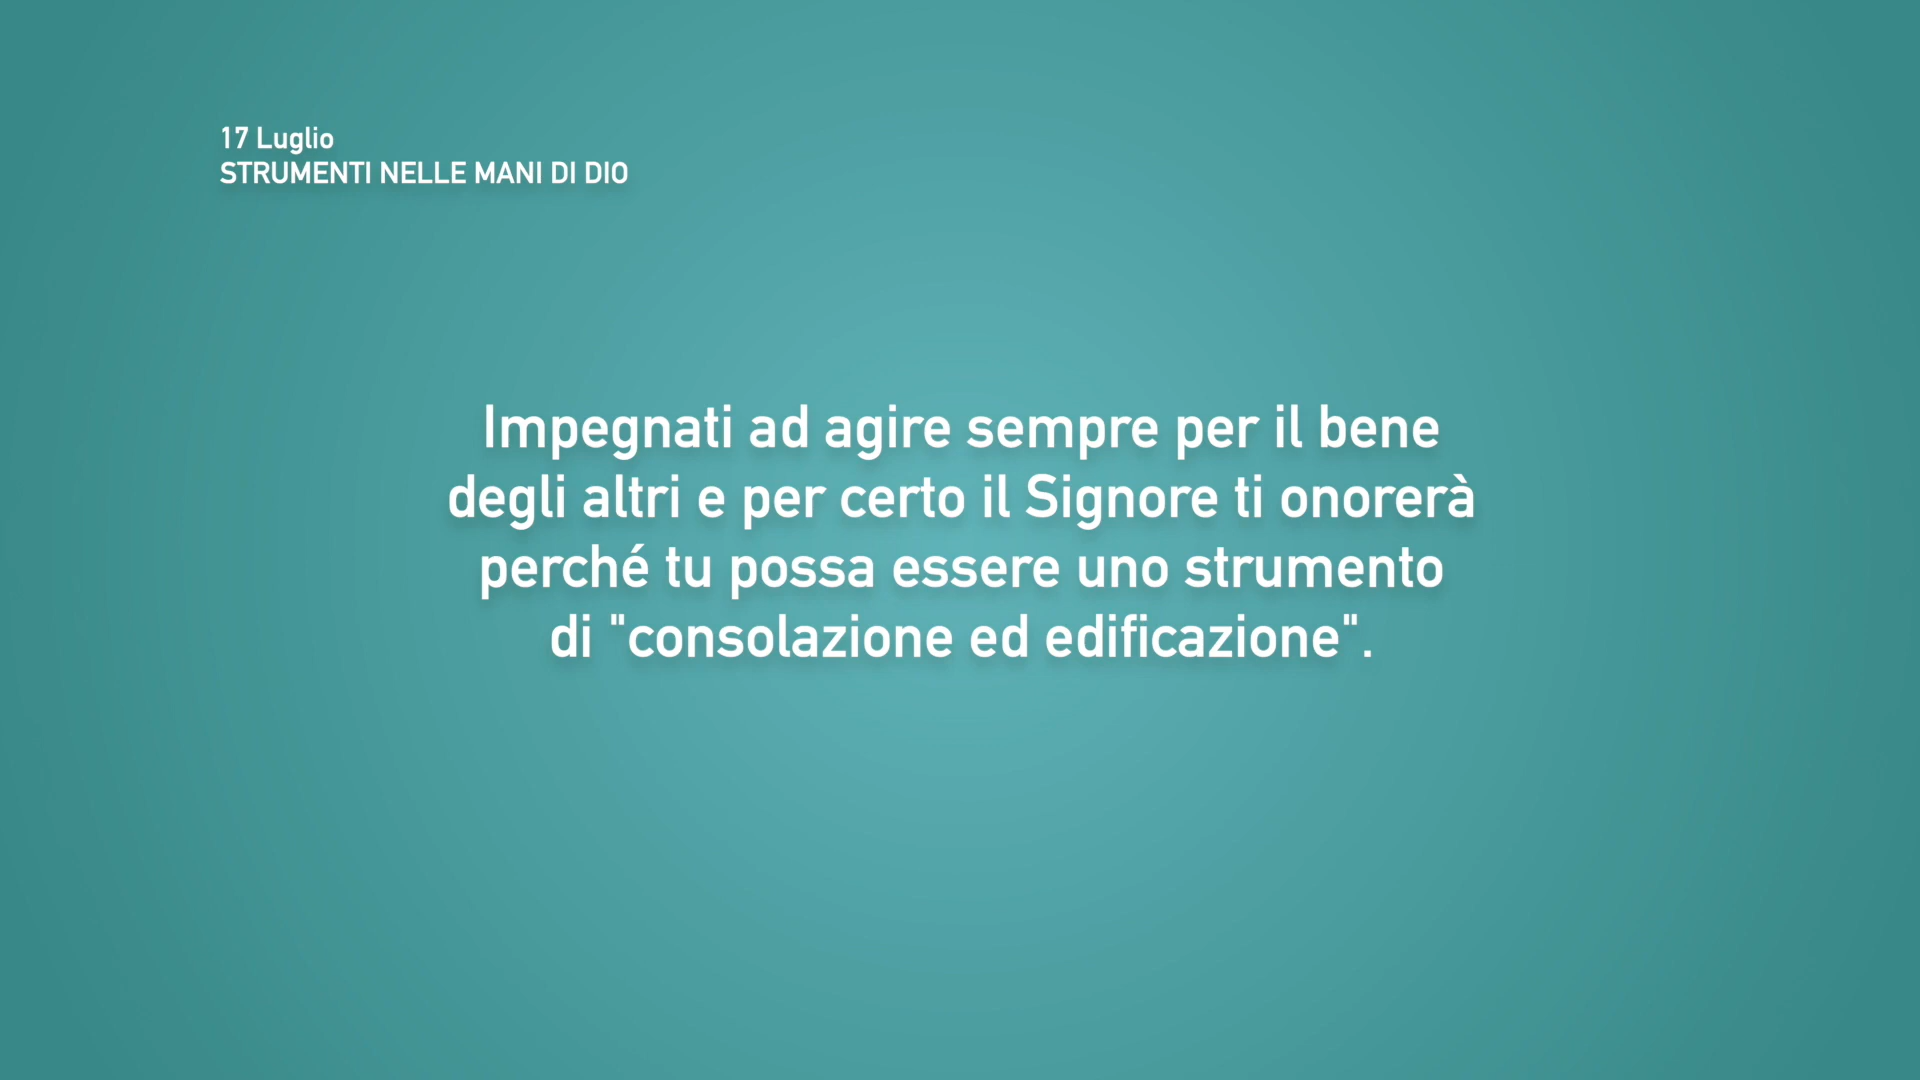 17 Luglio
STRUMENTI NELLE MANI DI DIO
Impegnati ad agire sempre per il bene
degli altri e per certo il Signore ti onorerà
perché tu possa essere uno strumento
di "consolazione ed edificazione".